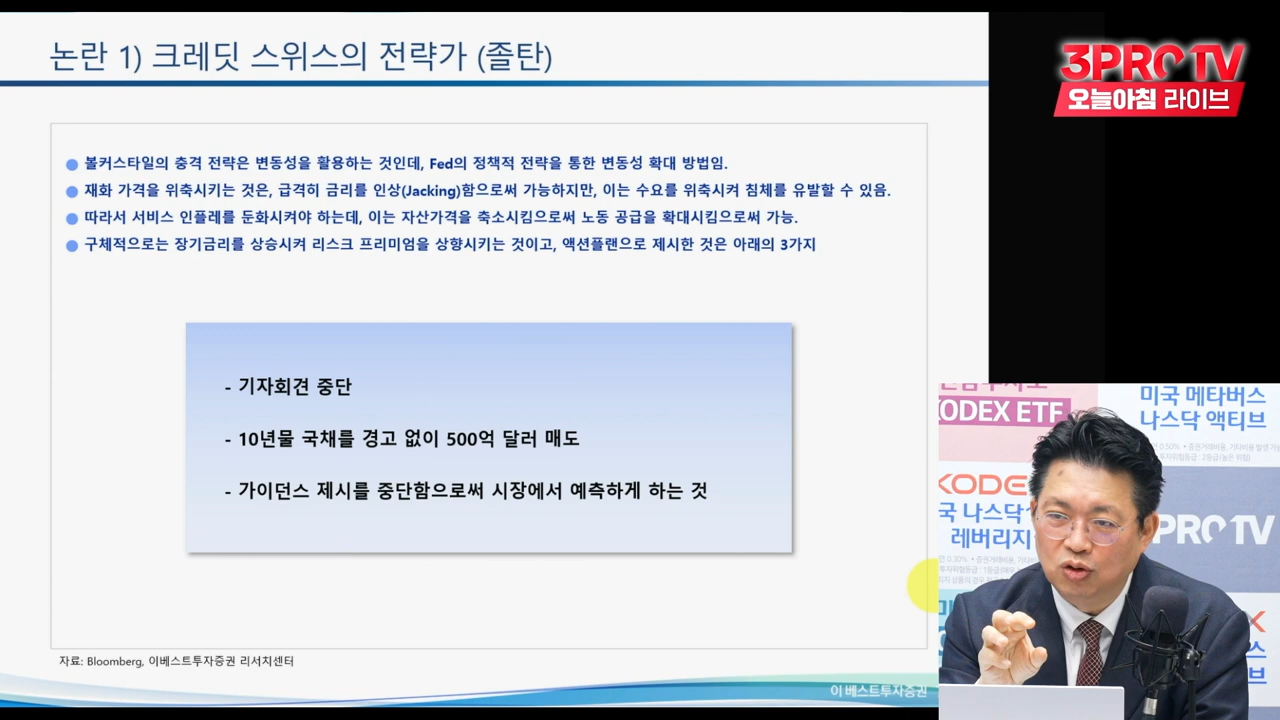 논란 1) 크레딧 스위스의 전략가 (졸탄)
3PRO TV
오늘아침 라이브
볼커스타일의 충격 전략은 변동성을 활용하는 것인데, Fed의 정책적 전략을 통한 변동성 확대 방법임.
재화 가격을 위축시키는 것은, 급격히 금리를 인상(Jacking)함으로써 가능하지만, 이는 수요를 위축시켜 침체를 유발할 수 있음.
따라서 서비스 인플레를 둔화시켜야 하는데, 이는 자산가격을 축소시킴으로써 노동 공급을 확대시킴으로써 가능.
구체적으로는 장기금리를 상승시켜 리스크 프리미엄을 상향시키는 것이고, 액션플랜으로 제시한 것은 아래의 3가지
- 기자회견 중단
- 10년물 국채를 경고 없이 500억 달러 매도
- 가이던스 제시를 중단함으로써 시장에서 예측하게 하는 것
자료: Bloomberg, 이베스트투자증권 리서치센터
이베스트투자증권
KODEX ETF
미국 메타버스
나스닥 액티브
KODE
국 나스닥
레버리지
PRO TV